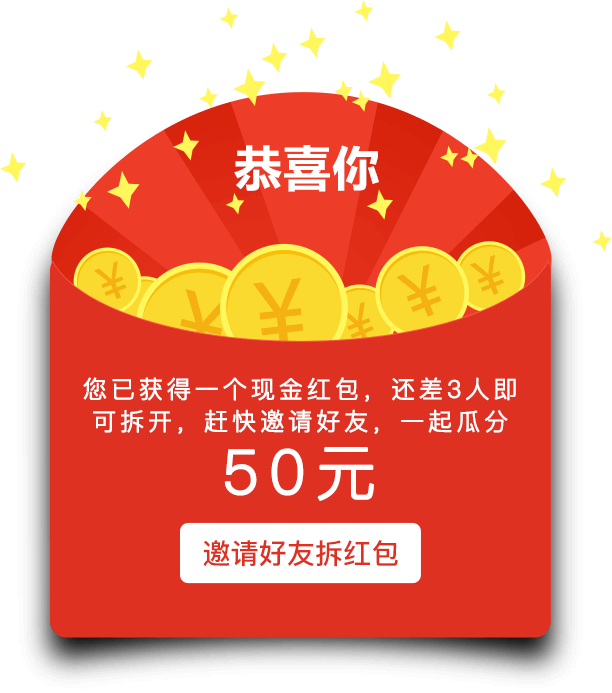 恭喜你
您已获得一个现金红包，还差3人即
可拆开，赶快邀请好友，一起瓜分
50元
邀请好友拆红包